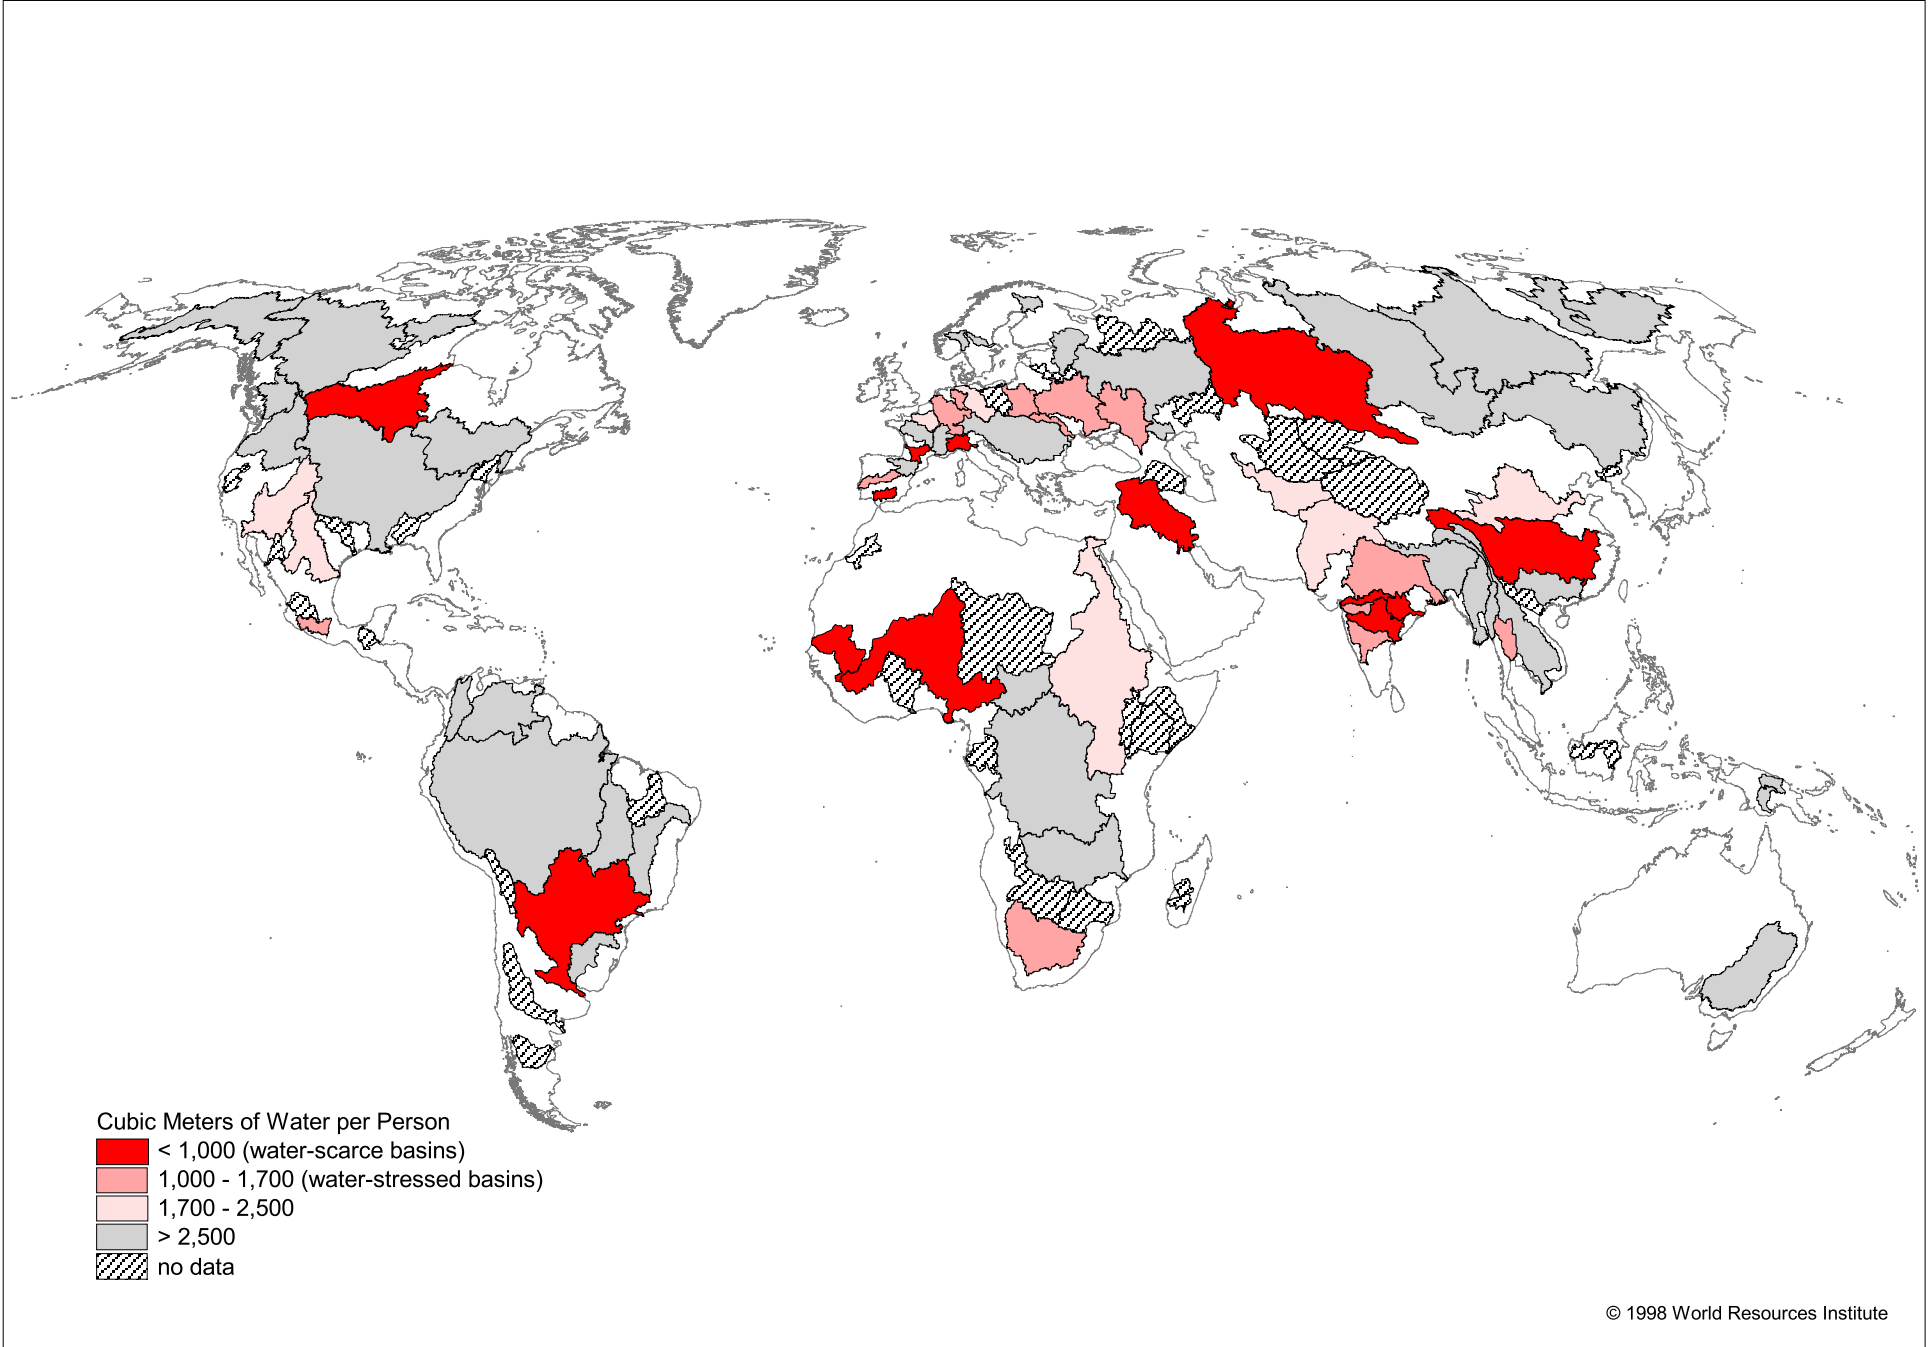 Cubic Meters of Water per Person
< 1,000 (water-scarce basins)
1,000 - 1,700 (water-stressed basins)
1,700 - 2,500
> 2,500
no data
© 1998 World Resources Institute